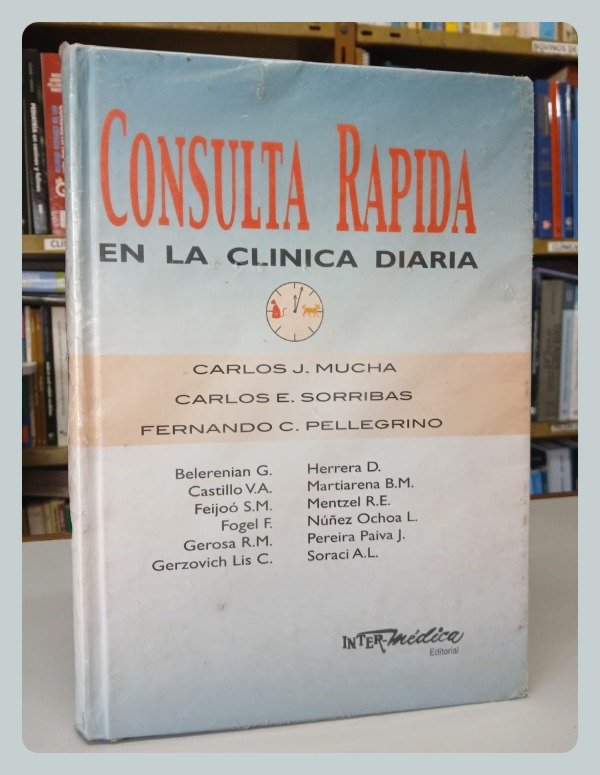 CONSULTA RAPIDA
EN LA CLINICA DIARIA
CARLOS J. MUCHA
CARLOS E. SORRIBAS
FERNANDO C. PELLEGRINO
Belerenian G.
Castillo V.A.
Feijoó S.M.
Fogel F.
Gerosa R.M.
Gerzovich Lis C.
Herrera D.
Martiarena B.M.
Mentzel R.E.
Núñez Ochoa L.
Pereira Paiva J.
Soraci A.L.
INTER-Médica
Editorial